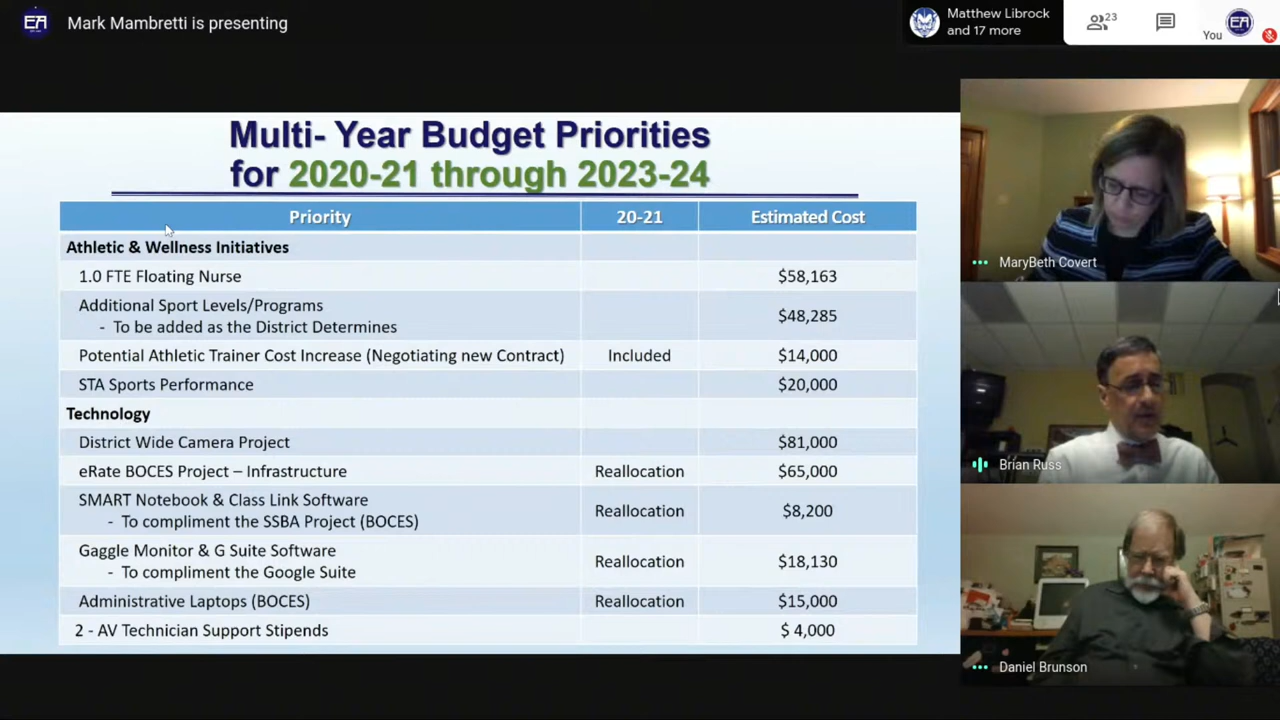 EA
Mark Mambretti is presenting
Matthew Librock
and 17 more
23
You
EA
Multi- Year Budget Priorities
for 2020-21 through 2023-24
Priority 20-21 Estimated Cost
Athletic & Wellness Initiatives
1.0 FTE Floating Nurse $58,163
Additional Sport Levels/Programs
- To be added as the District Determines $48,285
Potential Athletic Trainer Cost Increase (Negotiating new Contract) Included $14,000
STA Sports Performance $20,000
Technology
District Wide Camera Project $81,000
eRate BOCES Project – Infrastructure Reallocation $65,000
SMART Notebook & Class Link Software
- To compliment the SSBA Project (BOCES) Reallocation $8,200
Gaggle Monitor & G Suite Software
- To compliment the Google Suite Reallocation $18,130
Administrative Laptops (BOCES) Reallocation $15,000
2 - AV Technician Support Stipends $ 4,000
MaryBeth Covert
Brian Russ
Daniel Brunson